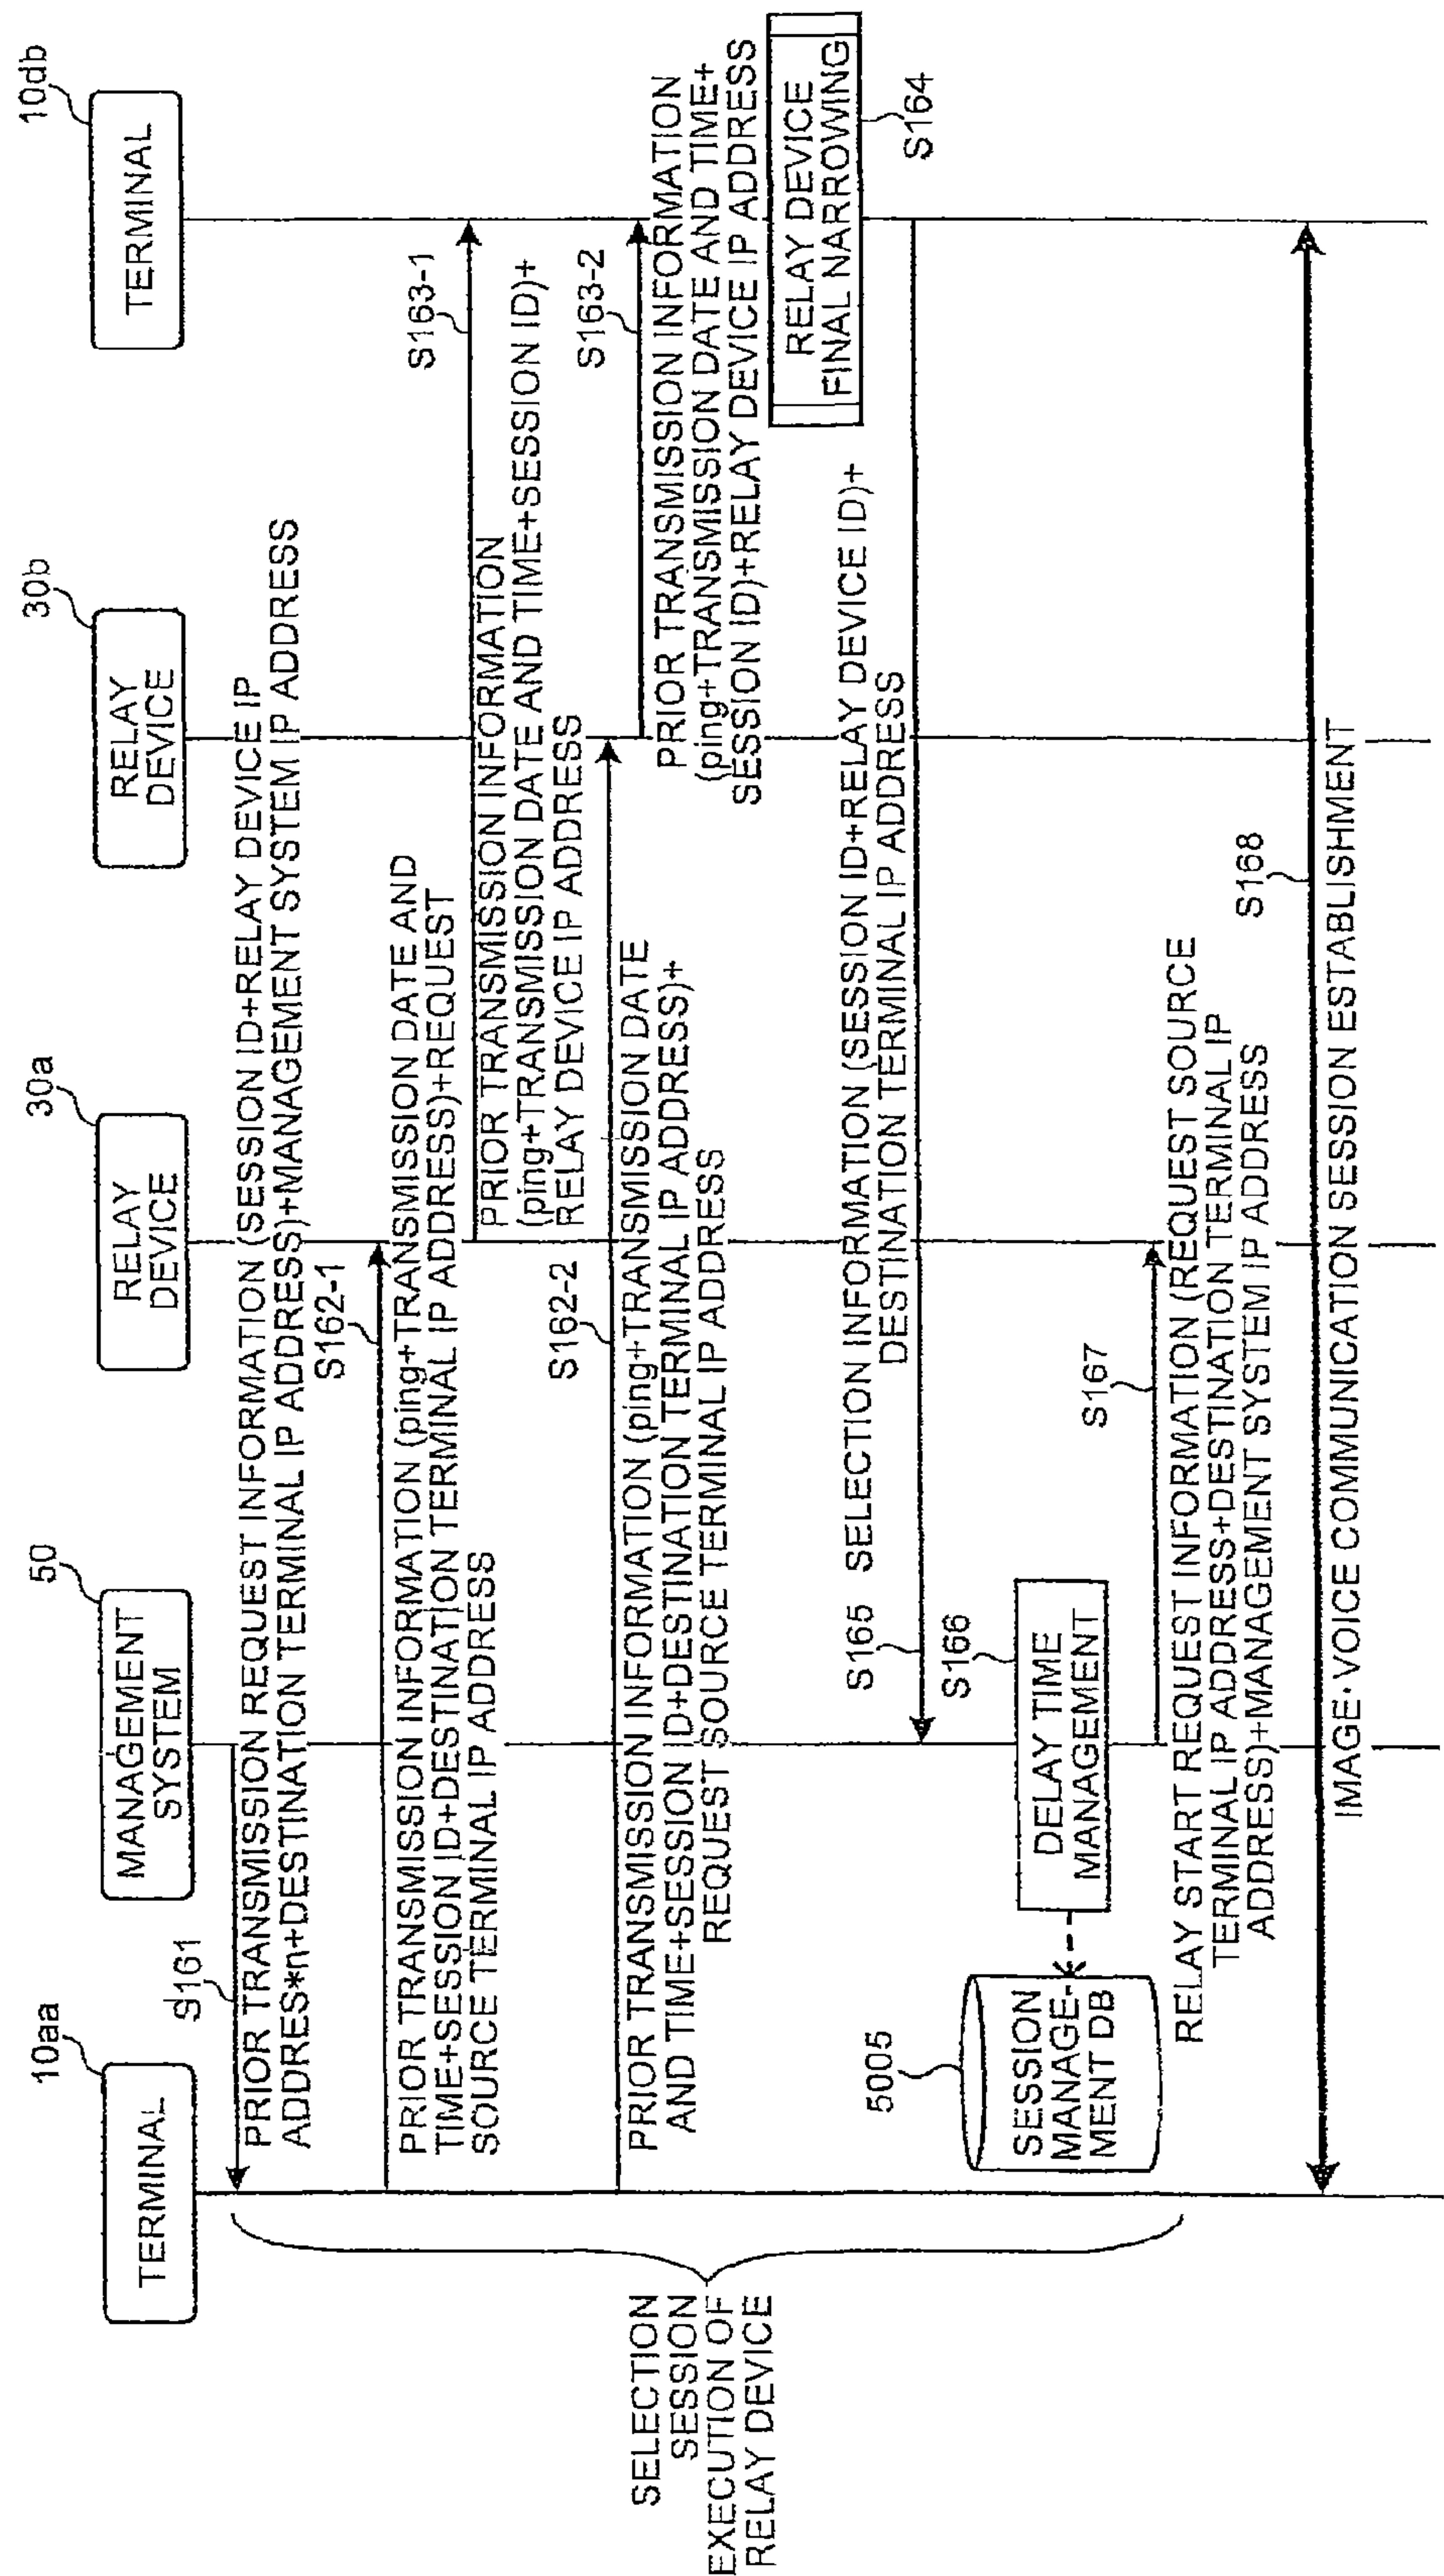 10aa
50
30a
30b
10db
TERMINAL
MANAGEMENT
SYSTEM
RELAY
DEVICE
RELAY
DEVICE
TERMINAL
S161
PRIOR TRANSMISSION REQUEST INFORMATION (SESSION ID+RELAY DEVICE IP
ADDRES*n+DESTINATION TERMINAL IP ADDRESS)+MANAGEMENT SYSTEM IP ADDRESS
S162-1
PRIOR TRANSMISSION INFORMATION (ping+TRANSMISSION DATE AND
TIME+SESSION ID+DESTINATION TERMINAL IP ADDRESS)+REQUEST
SOURCE TERMINAL IP ADDRESS
S163-1
PRIOR TRANSMISSION INFORMATION
(ping+TRANSMISSION DATE AND TIME+SESSION ID)+
RELAY DEVICE IP ADDRESS
S162-2
PRIOR TRANSMISSION INFORMATION (ping+TRANSMISSION DATE
AND TIME+SESSION ID+DESTINATION TERMINAL IP ADDRESS)+
REQUEST SOURCE TERMINAL IP ADDRESS
S163-2
PRIOR TRANSMISSION INFORMATION
(ping+TRANSMISSION DATE AND TIME+
SESSION ID)+RELAY DEVICE IP ADDRESS
RELAY DEVICE
FINAL NARROWING
S164
SELECTION
SESSION
EXECUTION OF
RELAY DEVICE
S165 SELECTION INFORMATION (SESSION ID+RELAY DEVICE ID)+
DESTINATION TERMINAL IP ADDRESS
S166
DELAY TIME
MANAGEMENT
5005
SESSION
MANAGE-
MENT DB
S167
RELAY START REQUEST INFORMATION (REQUEST SOURCE
TERMINAL IP ADDRESS+DESTINATION TERMINAL IP
ADDRESS)+MANAGEMENT SYSTEM IP ADDRESS
S168
IMAGE·VOICE COMMUNICATION SESSION ESTABLISHMENT